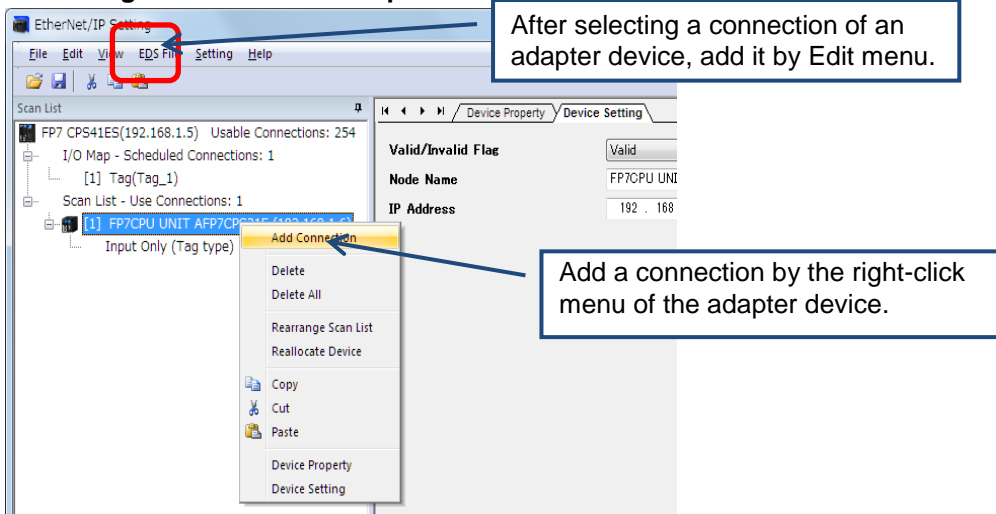 After selecting a connection of an
adapter device, add it by Edit menu.
EtherNet/IP Setting
File Edit View EDS File Setting Help
Scan List
Device Property Device Setting
FP7 CPS41ES(192.168.1.5) Usable Connections: 254
I/O Map - Scheduled Connections: 1
[1] Tag(Tag_1)
Scan List - Use Connections: 1
[1] FP7CPU UNIT
Input Only (Tag type)
Valid/Invalid Flag Valid
Node Name FP7CPU
IP Address 192 . 168
Add Connection
Delete
Delete All
Rearrange Scan List
Reallocate Device
Copy
Cut
Paste
Device Property
Device Setting
Add a connection by the right-click
menu of the adapter device.